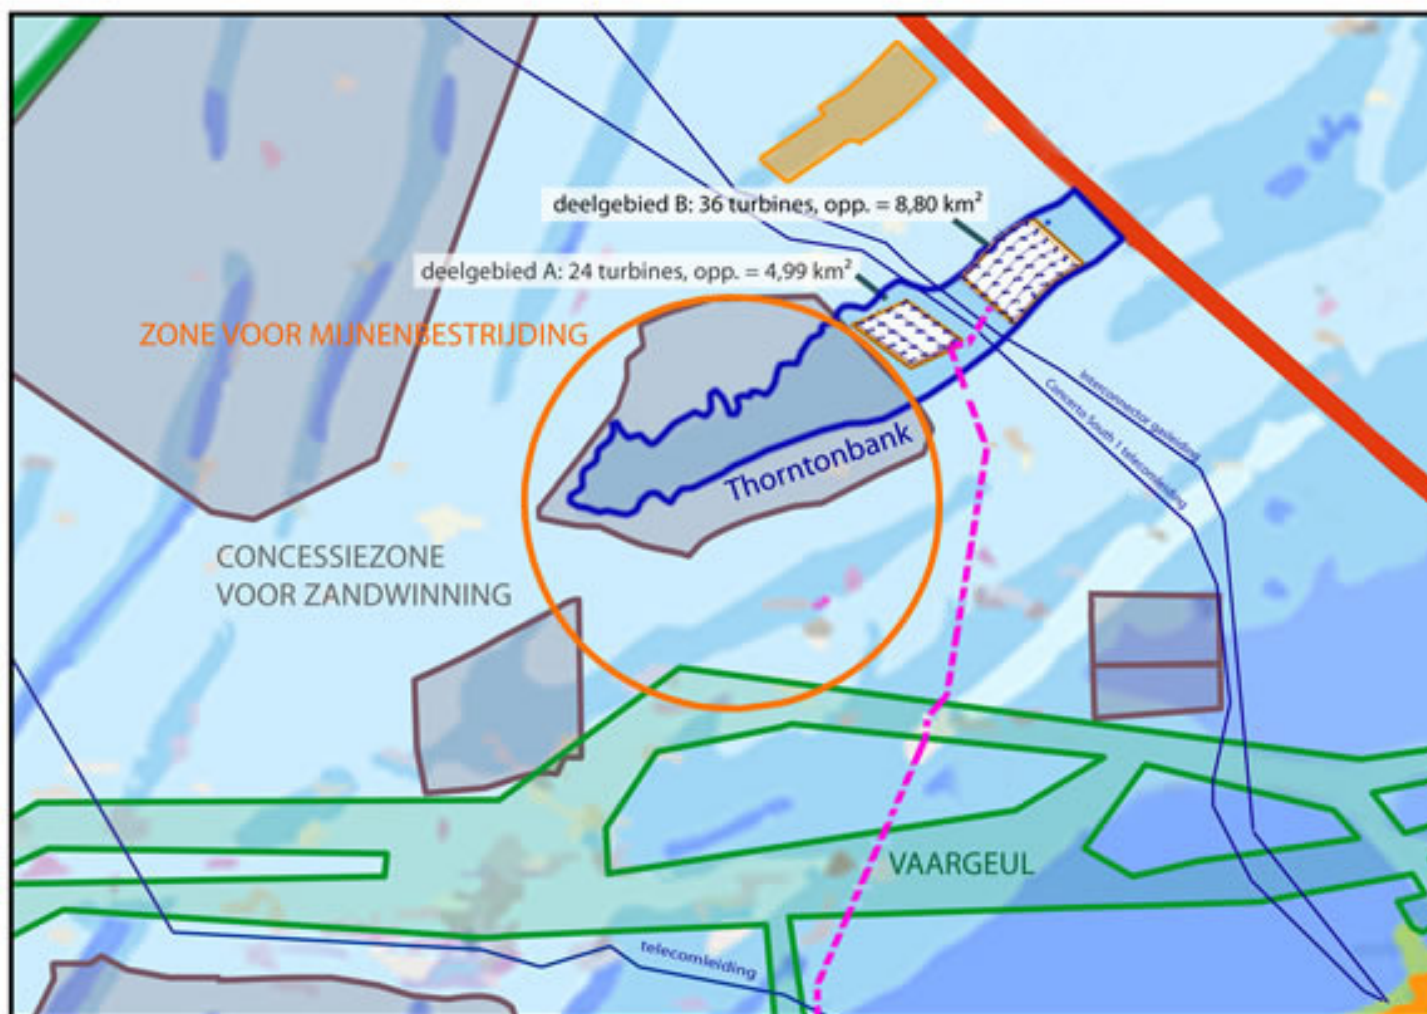 deelgebied B: 36 turbines, opp. = 8,80 km²
deelgebied A: 24 turbines, opp. = 4,99 km²
ZONE VOOR MIJNENBESTRIJDING
Interconnector gasleiding
Concerto South 1 telecomleiding
Thorntonbank
CONCESSIEZONE
VOOR ZANDWINNING
VAARGEUL
telecomleiding